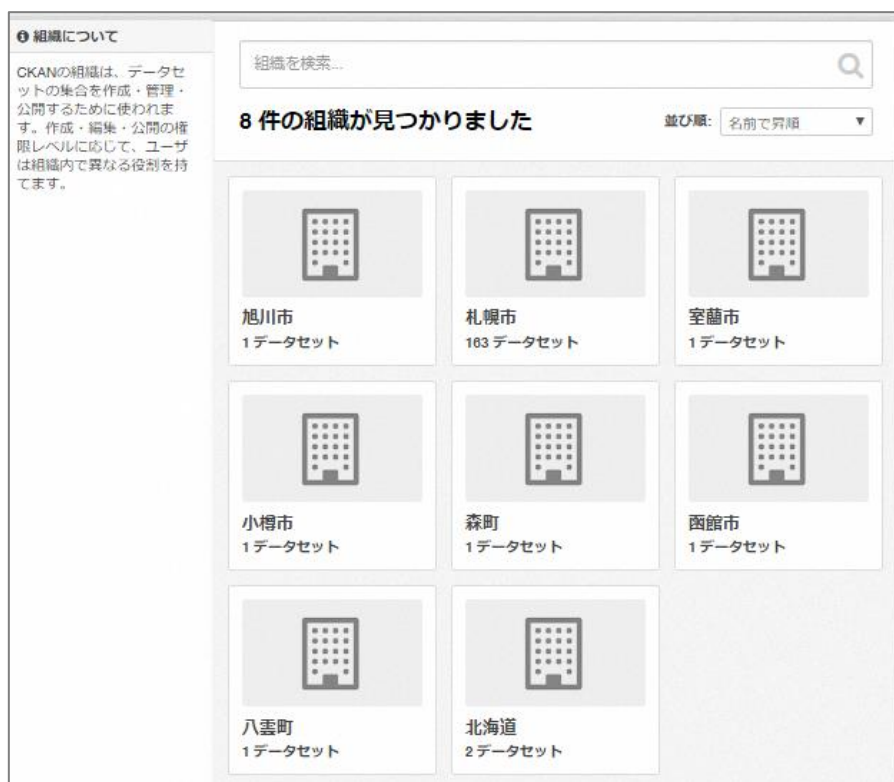 組織について
CKANの組織は、データセ
ットの集合を作成・管理・
公開するために使われま
す。作成・編集・公開の権
限レベルに応じて、ユーザ
は組織内で異なる役割を持
てます。
組織を検索...
8 件の組織が見つかりました
並び順: 名前で昇順
旭川市
1 データセット
札幌市
163 データセット
室蘭市
1 データセット
小樽市
1 データセット
森町
1 データセット
函館市
1 データセット
八雲町
1 データセット
北海道
2 データセット